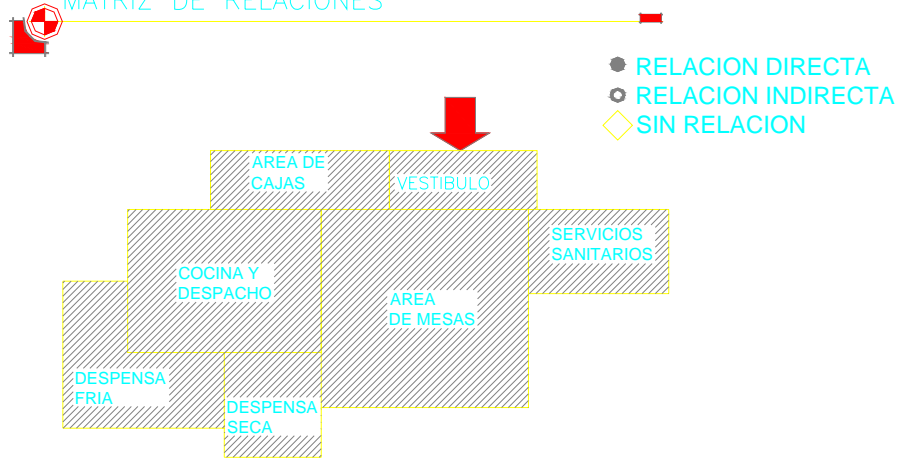 MATRIZ DE RELACIONES
RELACION DIRECTA
RELACION INDIRECTA
SIN RELACION
AREA DE
CAJAS
VESTIBULO
SERVICIOS
SANITARIOS
COCINA Y
DESPACHO
AREA
DE MESAS
DESPENSA
FRIA
DESPENSA
SECA